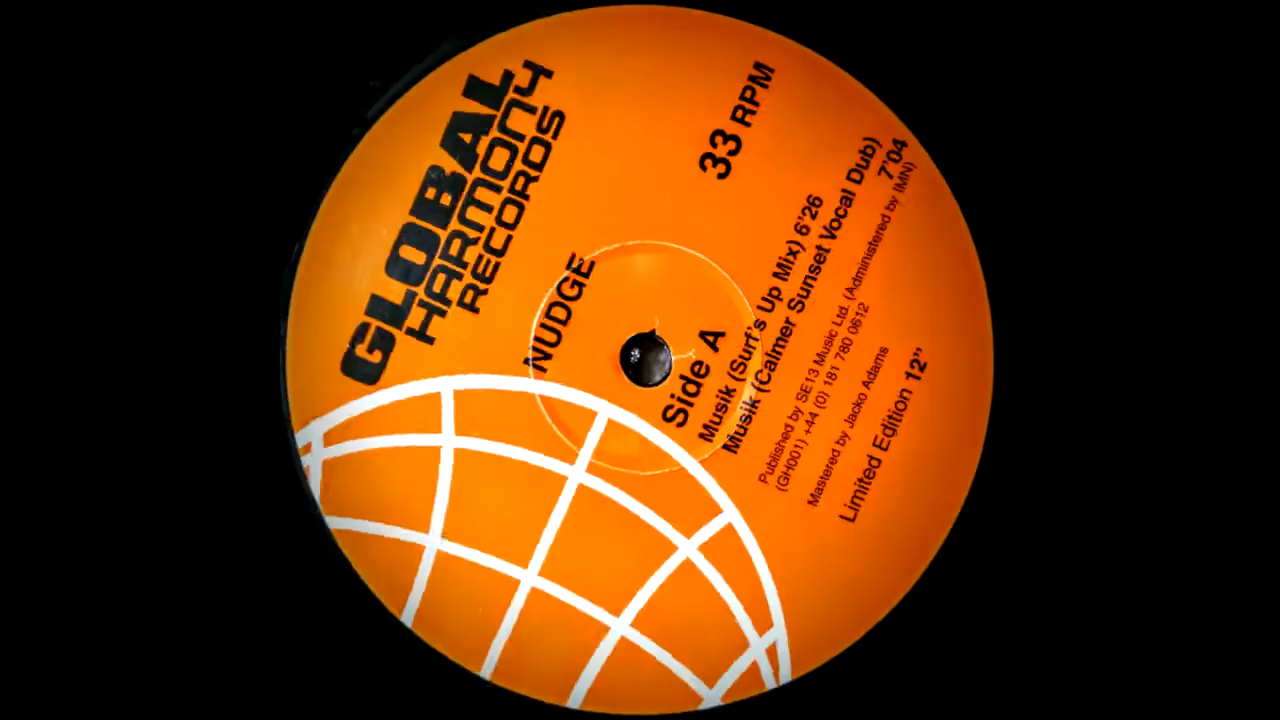 GLOBAL
HARMONY
RECORDS
NUDGE
33 RPM
Side A
Musik (Surf's Up Mix) 6'26
Musik (Calmer Sunset Vocal Dub)
7'04
Published by SE13 Music Ltd. (Administered by IMN)
(GH001) +44 (0) 181 780 0612
Mastered by Jacko Adams
Limited Edition 12"